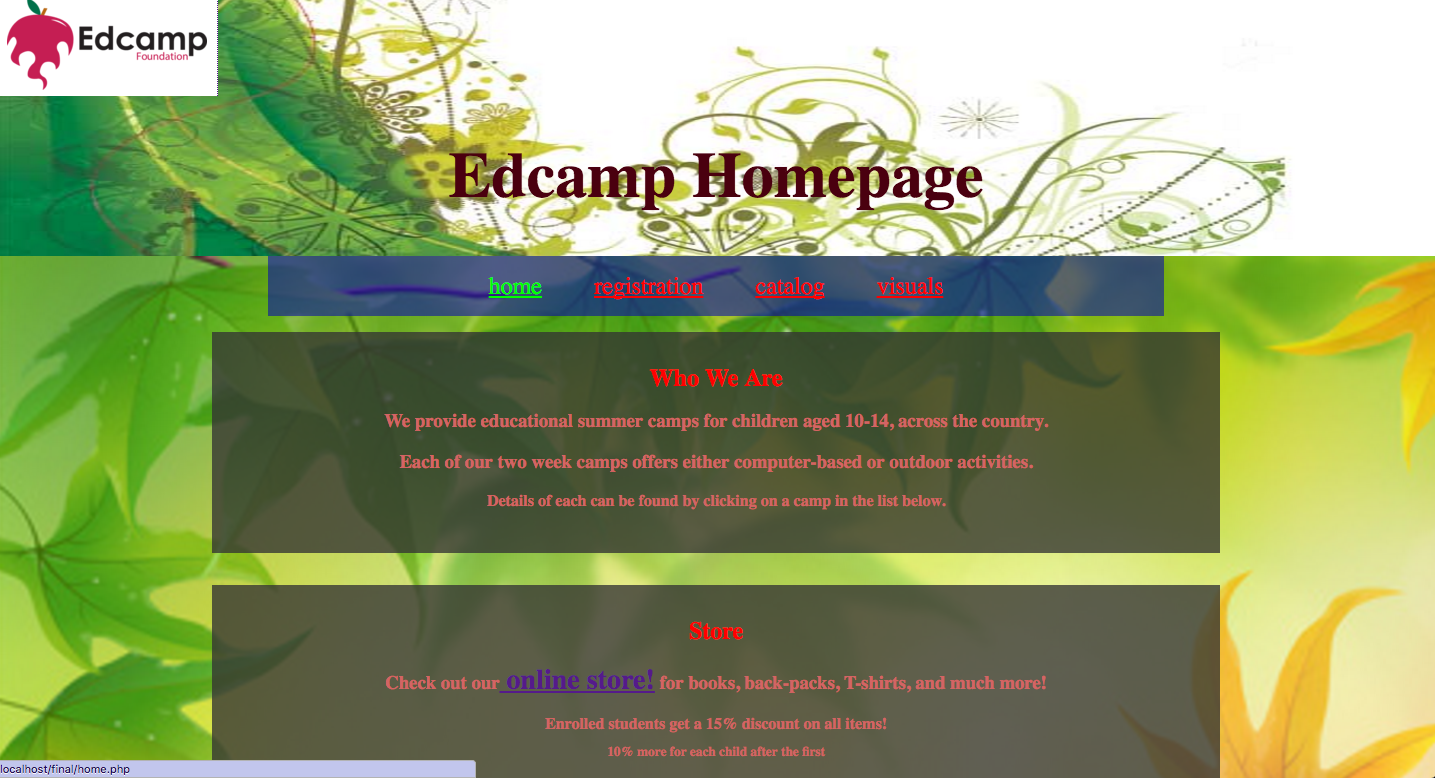 Edcamp
Foundation
Edcamp Homepage
home registration catalog visuals
Who We Are
We provide educational summer camps for children aged 10-14, across the country.
Each of our two week camps offers either computer-based or outdoor activities.
Details of each can be found by clicking on a camp in the list below.
Store
Check out our online store! for books, back-packs, T-shirts, and much more!
Enrolled students get a 15% discount on all items!
10% more for each child after the first
localhost/final/home.php